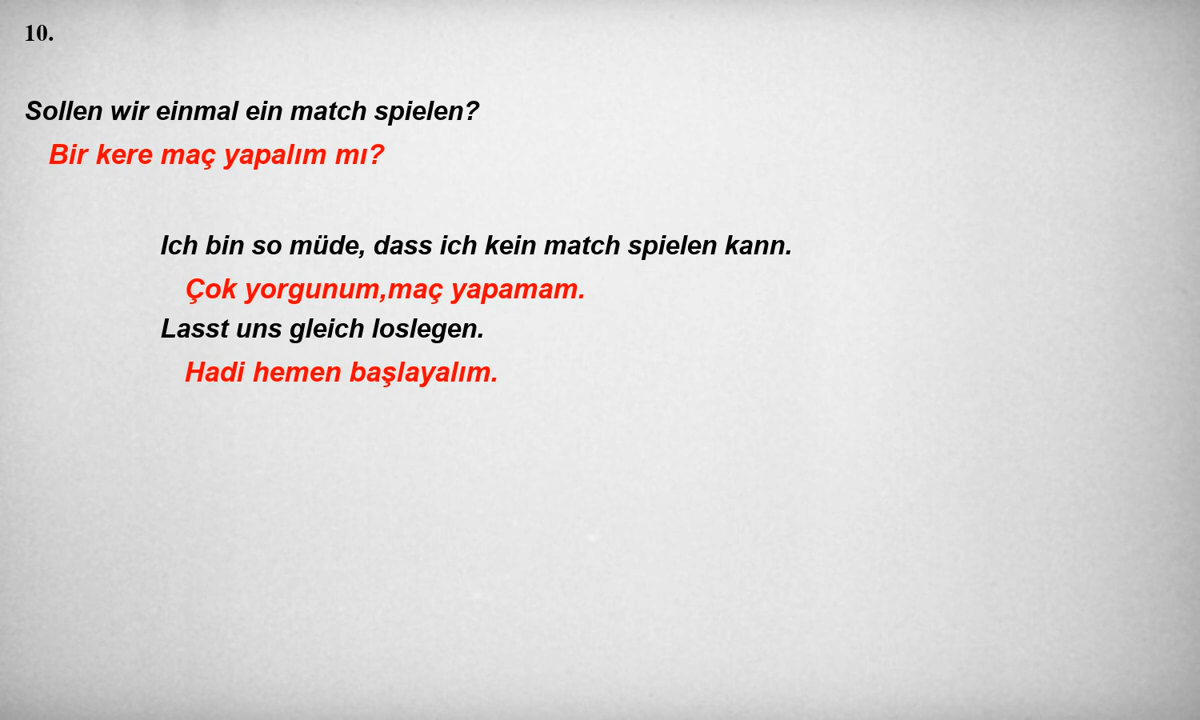 10.
Sollen wir einmal ein match spielen?
Bir kere maç yapalım mı?
Ich bin so müde, dass ich kein match spielen kann.
Çok yorgunum,maç yapamam.
Lasst uns gleich loslegen.
Hadi hemen başlayalım.